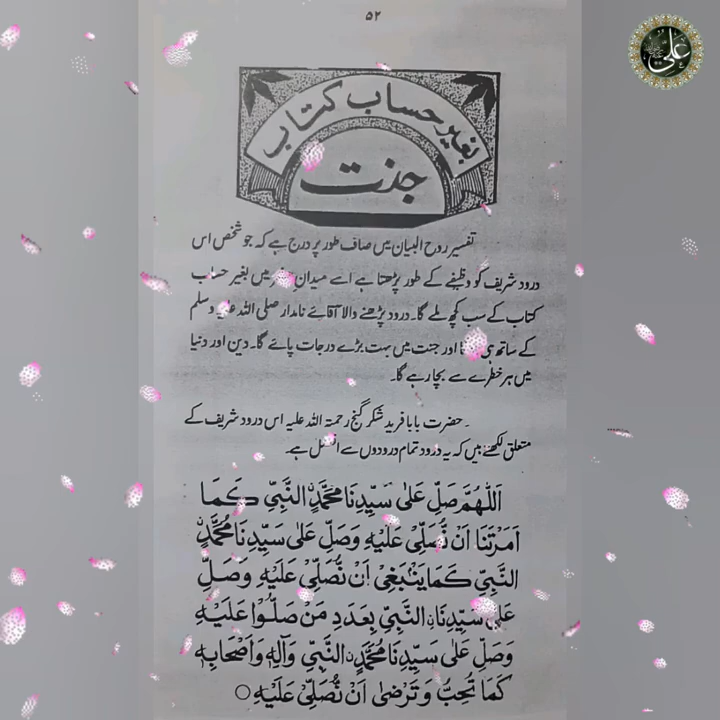 ۵۲
علی
بغیر حساب کتاب
جنت
تفسیر روح البیان میں صاف طور پر درج ہے کہ جو شخص اس
درود شریف کو وظیفے کے طور پڑھتا ہے اسے میدانِ میں بغیر حساب
کتاب کے سب کچھ ملے گا۔ درود پڑھنے والا آقائے نامدار صلی اللہ علیہ وسلم
کے ساتھ ہی اور جنت میں بہت بڑے درجات پائے گا۔ دین اور دنیا
میں ہر خطرے سے بچا رہے گا۔
۔ حضرت بابا فرید شکر گنج رحمۃ اللہ علیہ اس درود شریف کے
متعلق لکھتے ہیں کہ یہ درود تمام درودوں سے افضل ہے۔
اَللّٰهُمَّ صَلِّ عَلٰى سَيِّدِنَا مُحَمَّدِنِ النَّبِيِّ كَمَا
اَمَرْتَنَا اَنْ نُّصَلِّىَ عَلَيْهِ وَصَلِّ عَلٰى سَيِّدِنَا مُحَمَّدِنِ
النَّبِيِّ كَمَا يَنْبَغِىْ اَنْ نُّصَلِّىَ عَلَيْهِ وَصَلِّ
عَلٰى سَيِّدِنَا النَّبِيِّ بِعَدَدِ مَنْ صَلَّوْا عَلَيْهِ
وَصَلِّ عَلٰى سَيِّدِنَا مُحَمَّدِنِ النَّبِيِّ وَآلِهٖ وَاَصْحَابِهٖ
كَمَا تُحِبُّ وَتَرْضٰى اَنْ نُّصَلِّىَ عَلَيْهِ ○